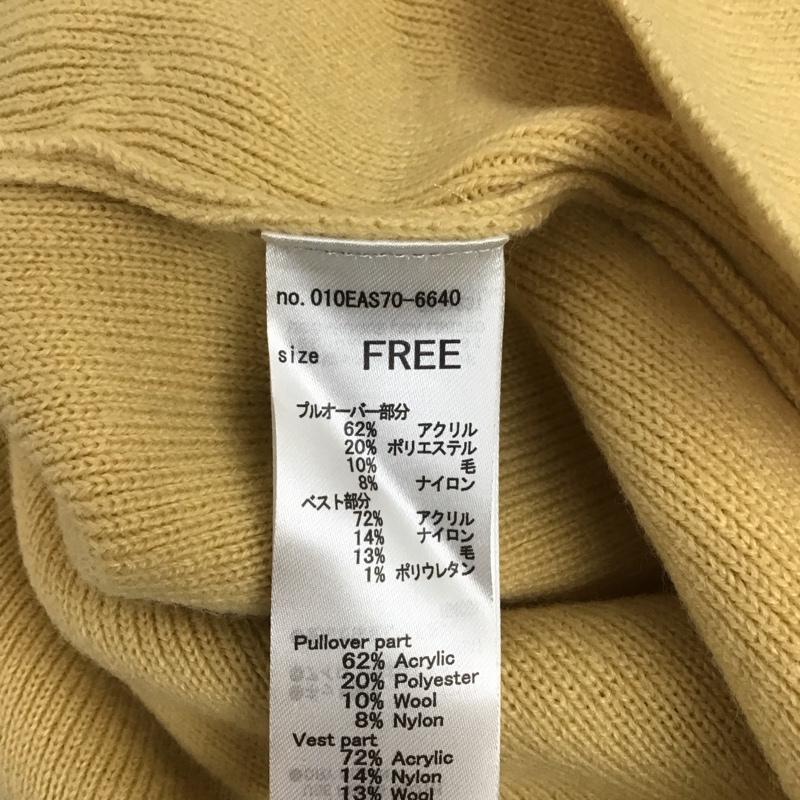 no. 010EAS70-6640
size FREE
プルオーバー部分
62% アクリル
20% ポリエステル
10% 毛
8% ナイロン
ベスト部分
72% アクリル
14% ナイロン
13% 毛
1% ポリウレタン
Pullover part
62% Acrylic
20% Polyester
10% Wool
8% Nylon
Vest part
72% Acrylic
14% Nylon
13% Wool